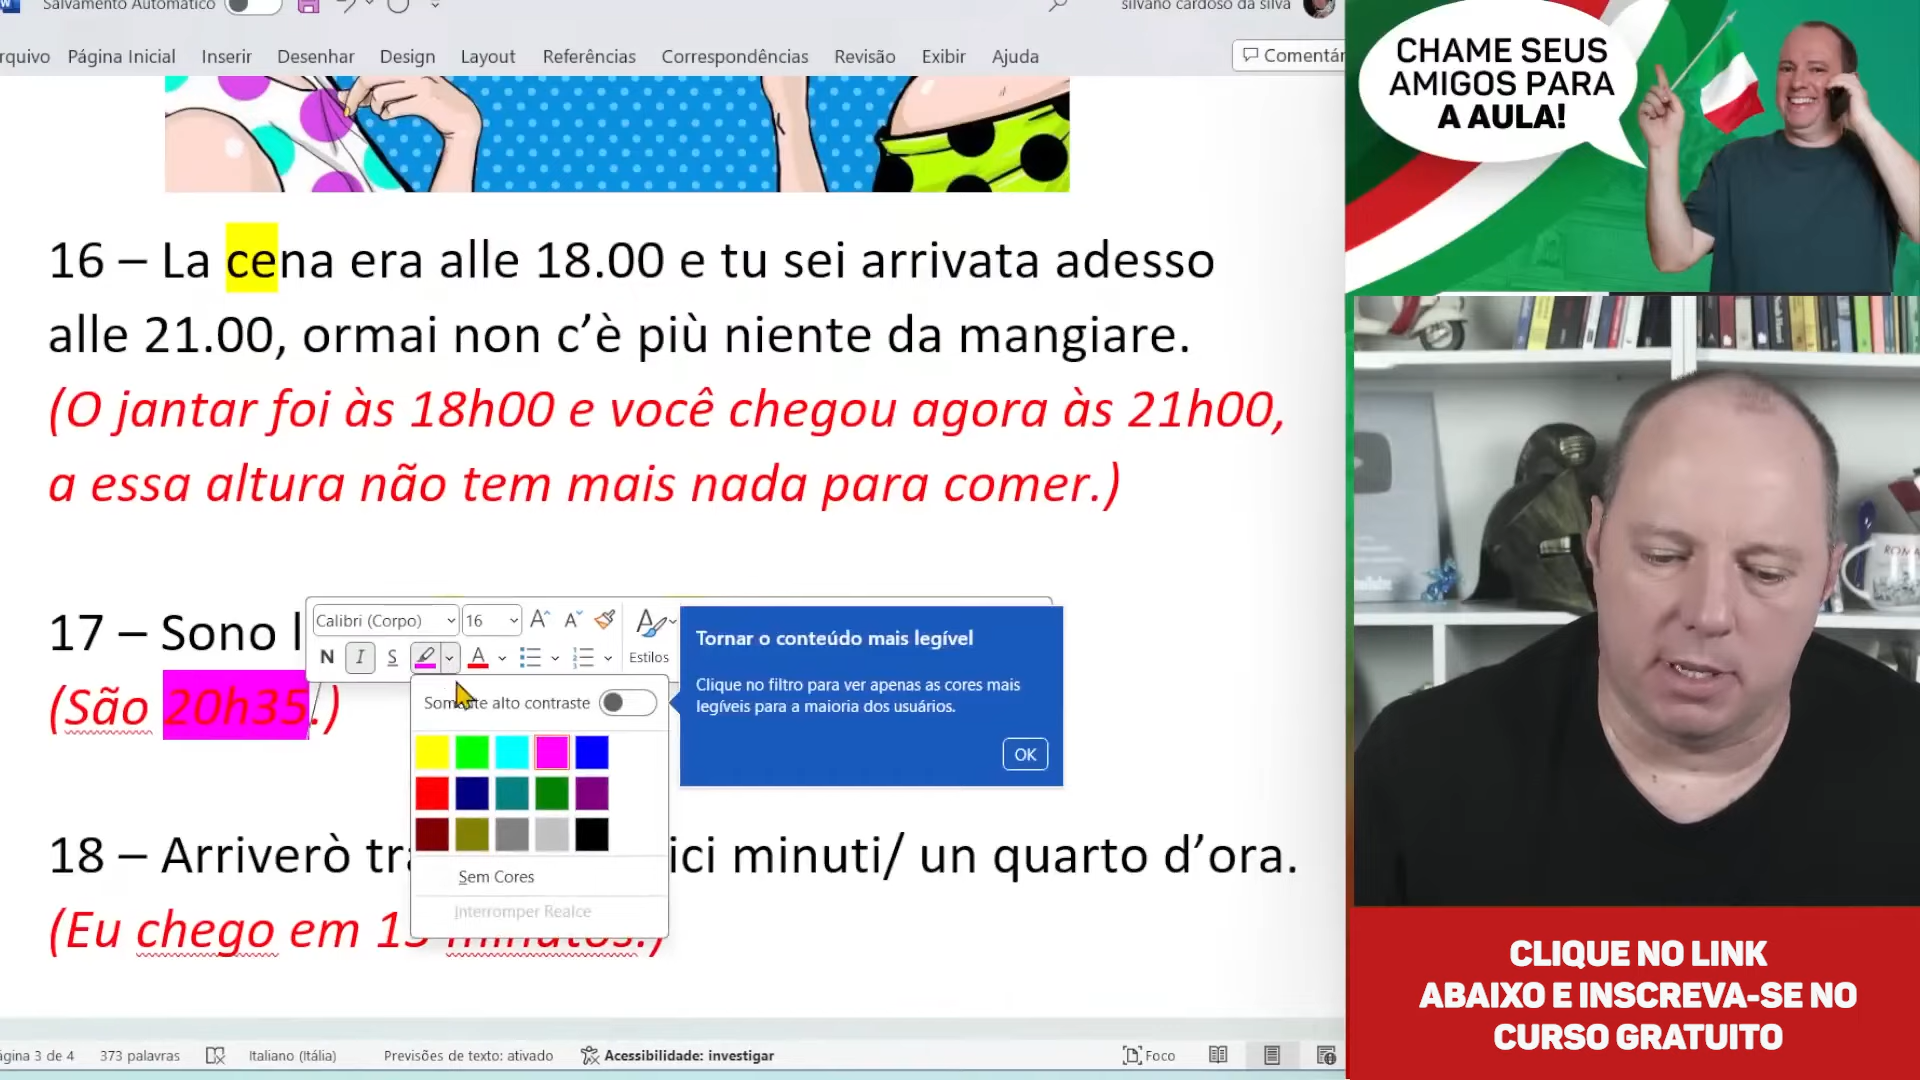 Salvamento Automático
silvano cardoso da silva
rquivo Página Inicial Inserir Desenhar Design Layout Referências Correspondências Revisão Exibir Ajuda
Comentár
16 – La cena era alle 18.00 e tu sei arrivata adesso
alle 21.00, ormai non c’è più niente da mangiare.
(O jantar foi às 18h00 e você chegou agora às 21h00,
a essa altura não tem mais nada para comer.)
17 – Sono l
(São 20h35.)
Calibri (Corpo) 16
N I S Estilos
alto contraste
Sem Cores
Interromper Realce
Tornar o conteúdo mais legível
Clique no filtro para ver apenas as cores mais
legíveis para a maioria dos usuários.
OK
18 – Arriverò tra ici minuti/ un quarto d’ora.
(Eu chego em 15 minutos.)
gina 3 de 4 373 palavras Italiano (Itália) Previsões de texto: ativado Acessibilidade: investigar Foco
CHAME SEUS
AMIGOS PARA
A AULA!
CLIQUE NO LINK
ABAIXO E INSCREVA-SE NO
CURSO GRATUITO